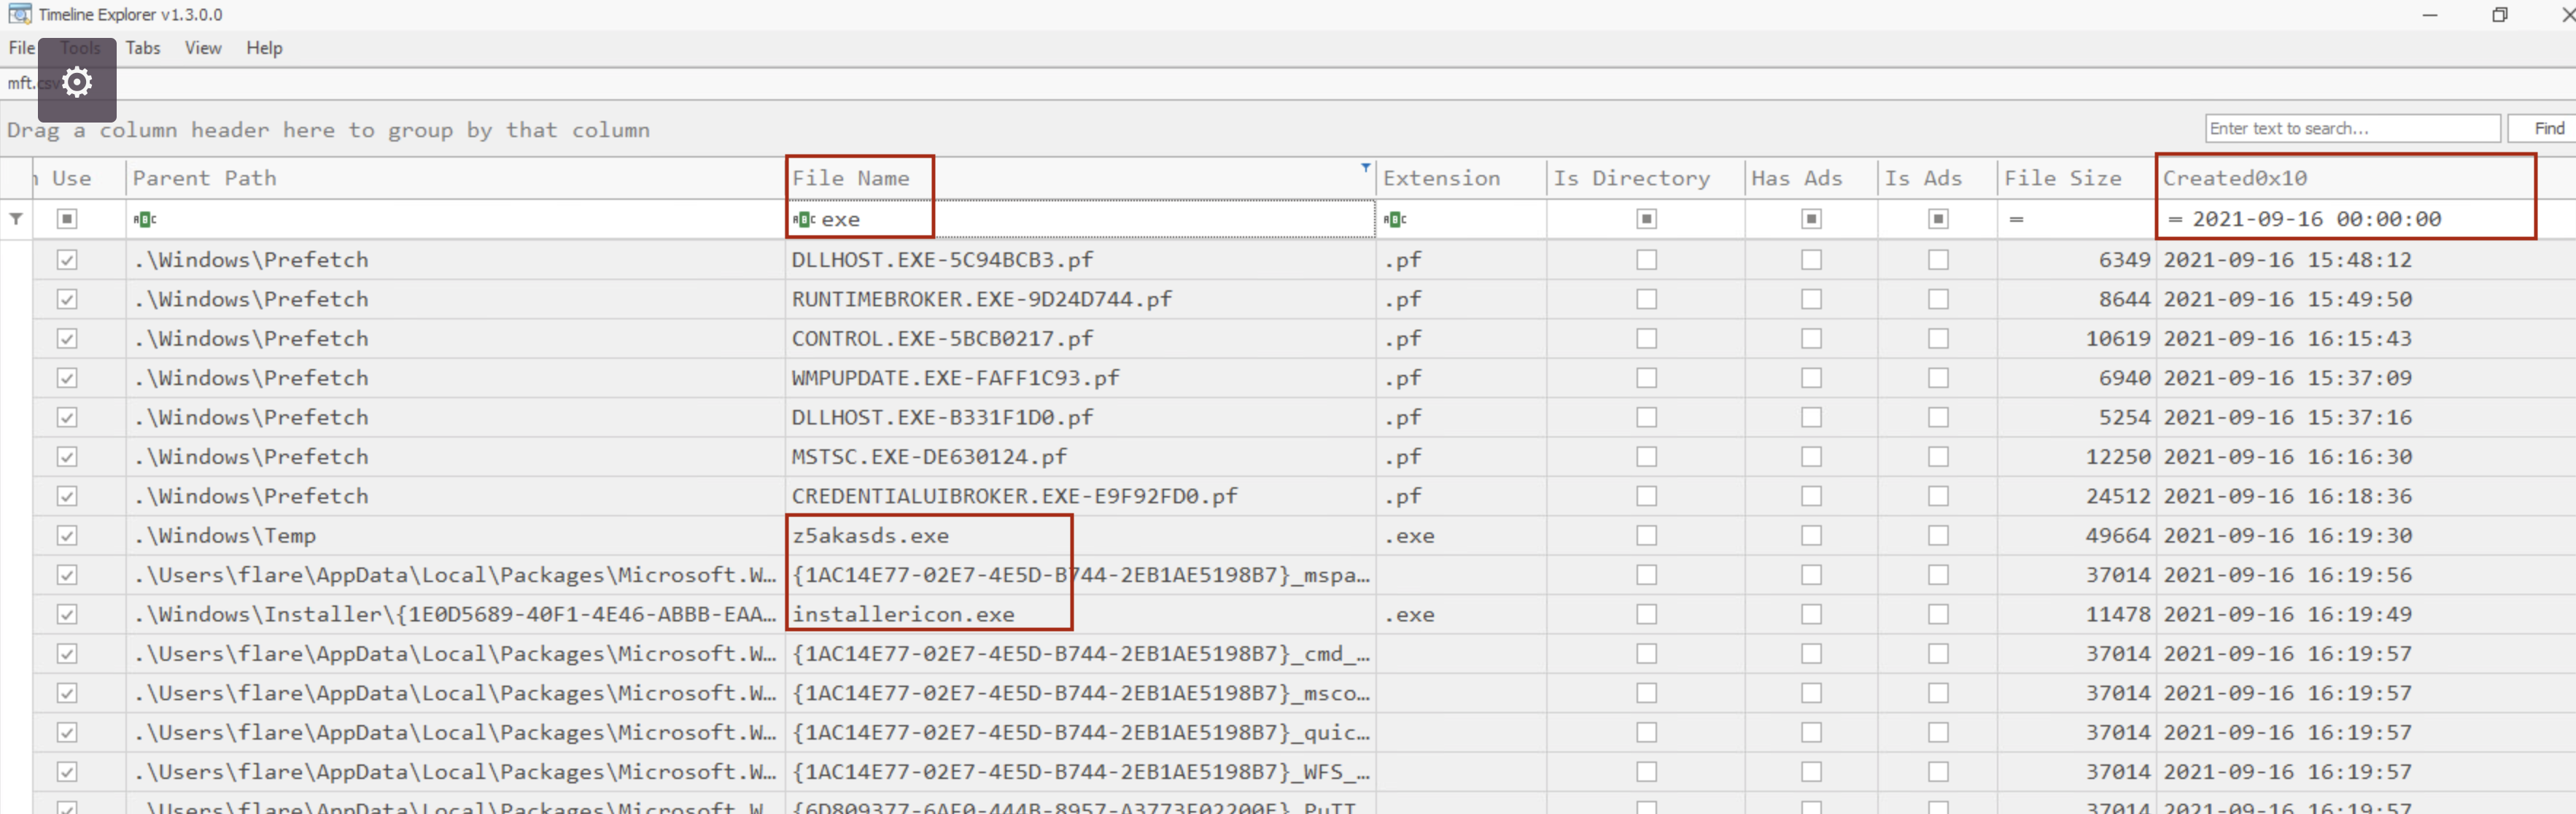 Timeline Explorer v1.3.0.0
File Tools Tabs View Help
mft.csv
Drag a column header here to group by that column
Enter text to search... Find
Use Parent Path File Name Extension Is Directory Has Ads Is Ads File Size Created0x10
ABC ABC exe ABC = = 2021-09-16 00:00:00
.\Windows\Prefetch DLLHOST.EXE-5C94BCB3.pf .pf 6349 2021-09-16 15:48:12
.\Windows\Prefetch RUNTIMEBROKER.EXE-9D24D744.pf .pf 8644 2021-09-16 15:49:50
.\Windows\Prefetch CONTROL.EXE-5BCB0217.pf .pf 10619 2021-09-16 16:15:43
.\Windows\Prefetch WMPUPDATE.EXE-FAFF1C93.pf .pf 6940 2021-09-16 15:37:09
.\Windows\Prefetch DLLHOST.EXE-B331F1D0.pf .pf 5254 2021-09-16 15:37:16
.\Windows\Prefetch MSTSC.EXE-DE630124.pf .pf 12250 2021-09-16 16:16:30
.\Windows\Prefetch CREDENTIALUIBROKER.EXE-E9F92FD0.pf .pf 24512 2021-09-16 16:18:36
.\Windows\Temp z5akasds.exe .exe 49664 2021-09-16 16:19:30
.\Users\flare\AppData\Local\Packages\Microsoft.W… {1AC14E77-02E7-4E5D-B744-2EB1AE5198B7}_mspa… 37014 2021-09-16 16:19:56
.\Windows\Installer\{1E0D5689-40F1-4E46-ABBB-EAA… installericon.exe .exe 11478 2021-09-16 16:19:49
.\Users\flare\AppData\Local\Packages\Microsoft.W… {1AC14E77-02E7-4E5D-B744-2EB1AE5198B7}_cmd_… 37014 2021-09-16 16:19:57
.\Users\flare\AppData\Local\Packages\Microsoft.W… {1AC14E77-02E7-4E5D-B744-2EB1AE5198B7}_msco… 37014 2021-09-16 16:19:57
.\Users\flare\AppData\Local\Packages\Microsoft.W… {1AC14E77-02E7-4E5D-B744-2EB1AE5198B7}_quic… 37014 2021-09-16 16:19:57
.\Users\flare\AppData\Local\Packages\Microsoft.W… {1AC14E77-02E7-4E5D-B744-2EB1AE5198B7}_WFS_… 37014 2021-09-16 16:19:57
.\Users\flare\AppData\Local\Packages\Microsoft.W… {6D809377-6AF0-444B-8957-A3773F02200E}_PuTT… 37014 2021-09-16 16:19:57